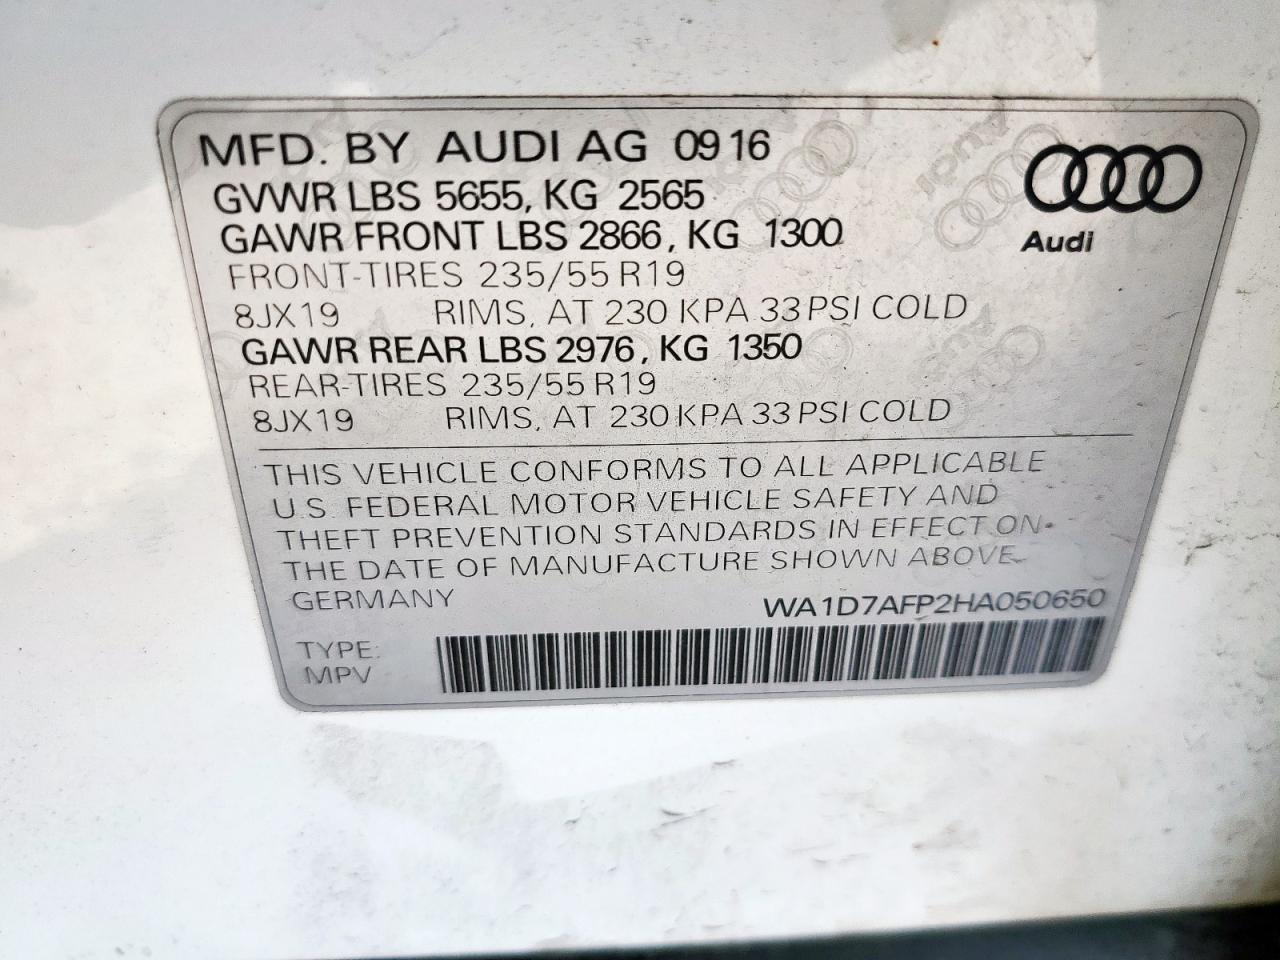 MFD. BY AUDI AG 09 16
GVWR LBS 5655, KG 2565
GAWR FRONT LBS 2866, KG 1300
FRONT-TIRES 235/55 R19
8JX19 RIMS, AT 230 KPA 33 PSI COLD
GAWR REAR LBS 2976, KG 1350
REAR-TIRES 235/55 R19
8JX19 RIMS, AT 230 KPA 33 PSI COLD
Audi
THIS VEHICLE CONFORMS TO ALL APPLICABLE
U.S. FEDERAL MOTOR VEHICLE SAFETY AND
THEFT PREVENTION STANDARDS IN EFFECT ON
THE DATE OF MANUFACTURE SHOWN ABOVE
GERMANY WA1D7AFP2HA050650
TYPE:
MPV